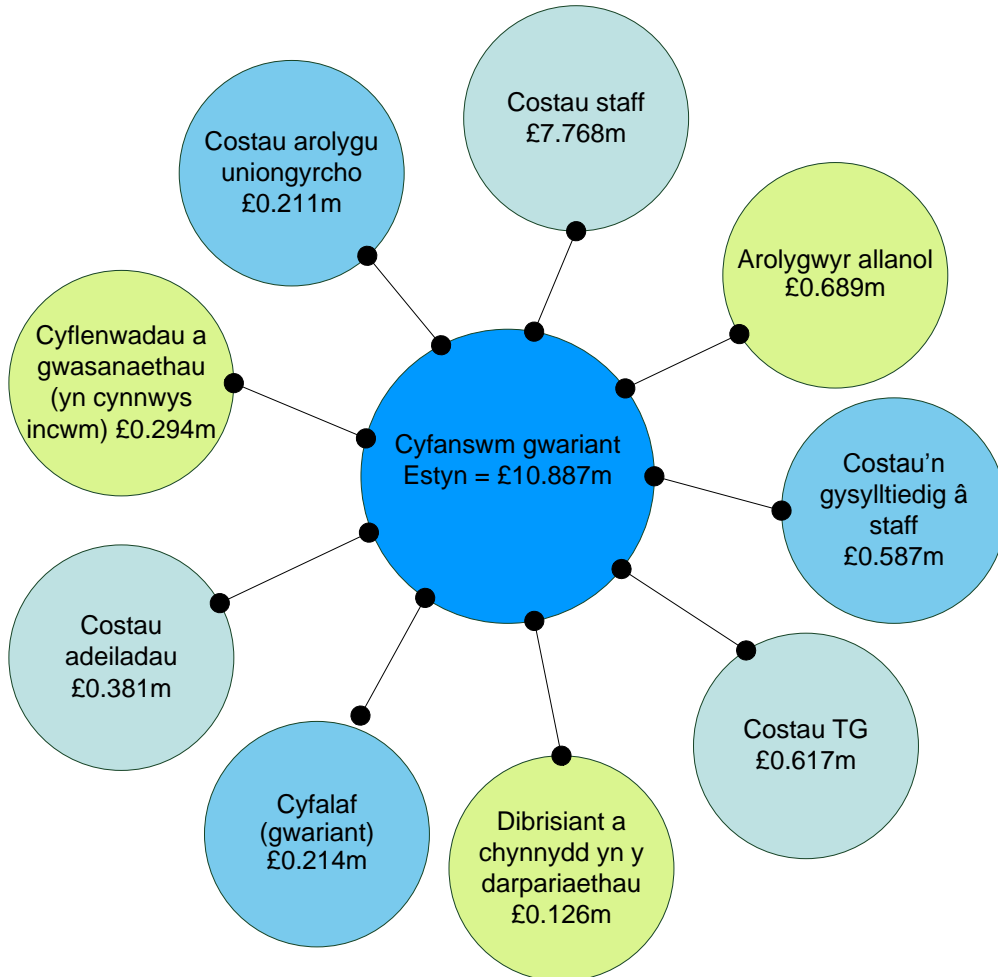 Costau staff
£7.768m
Costau arolygu
uniongyrcho
£0.211m
Arolygwyr allanol
£0.689m
Cyflenwadau a
gwasanaethau
(yn cynnwys
incwm) £0.294m
Cyfanswm gwariant
Estyn = £10.887m
Costau’n
gysylltiedig â
staff
£0.587m
Costau
adeiladau
£0.381m
Costau TG
£0.617m
Cyfalaf
(gwariant)
£0.214m
Dibrisiant a
chynnydd yn y
darpariaethau
£0.126m